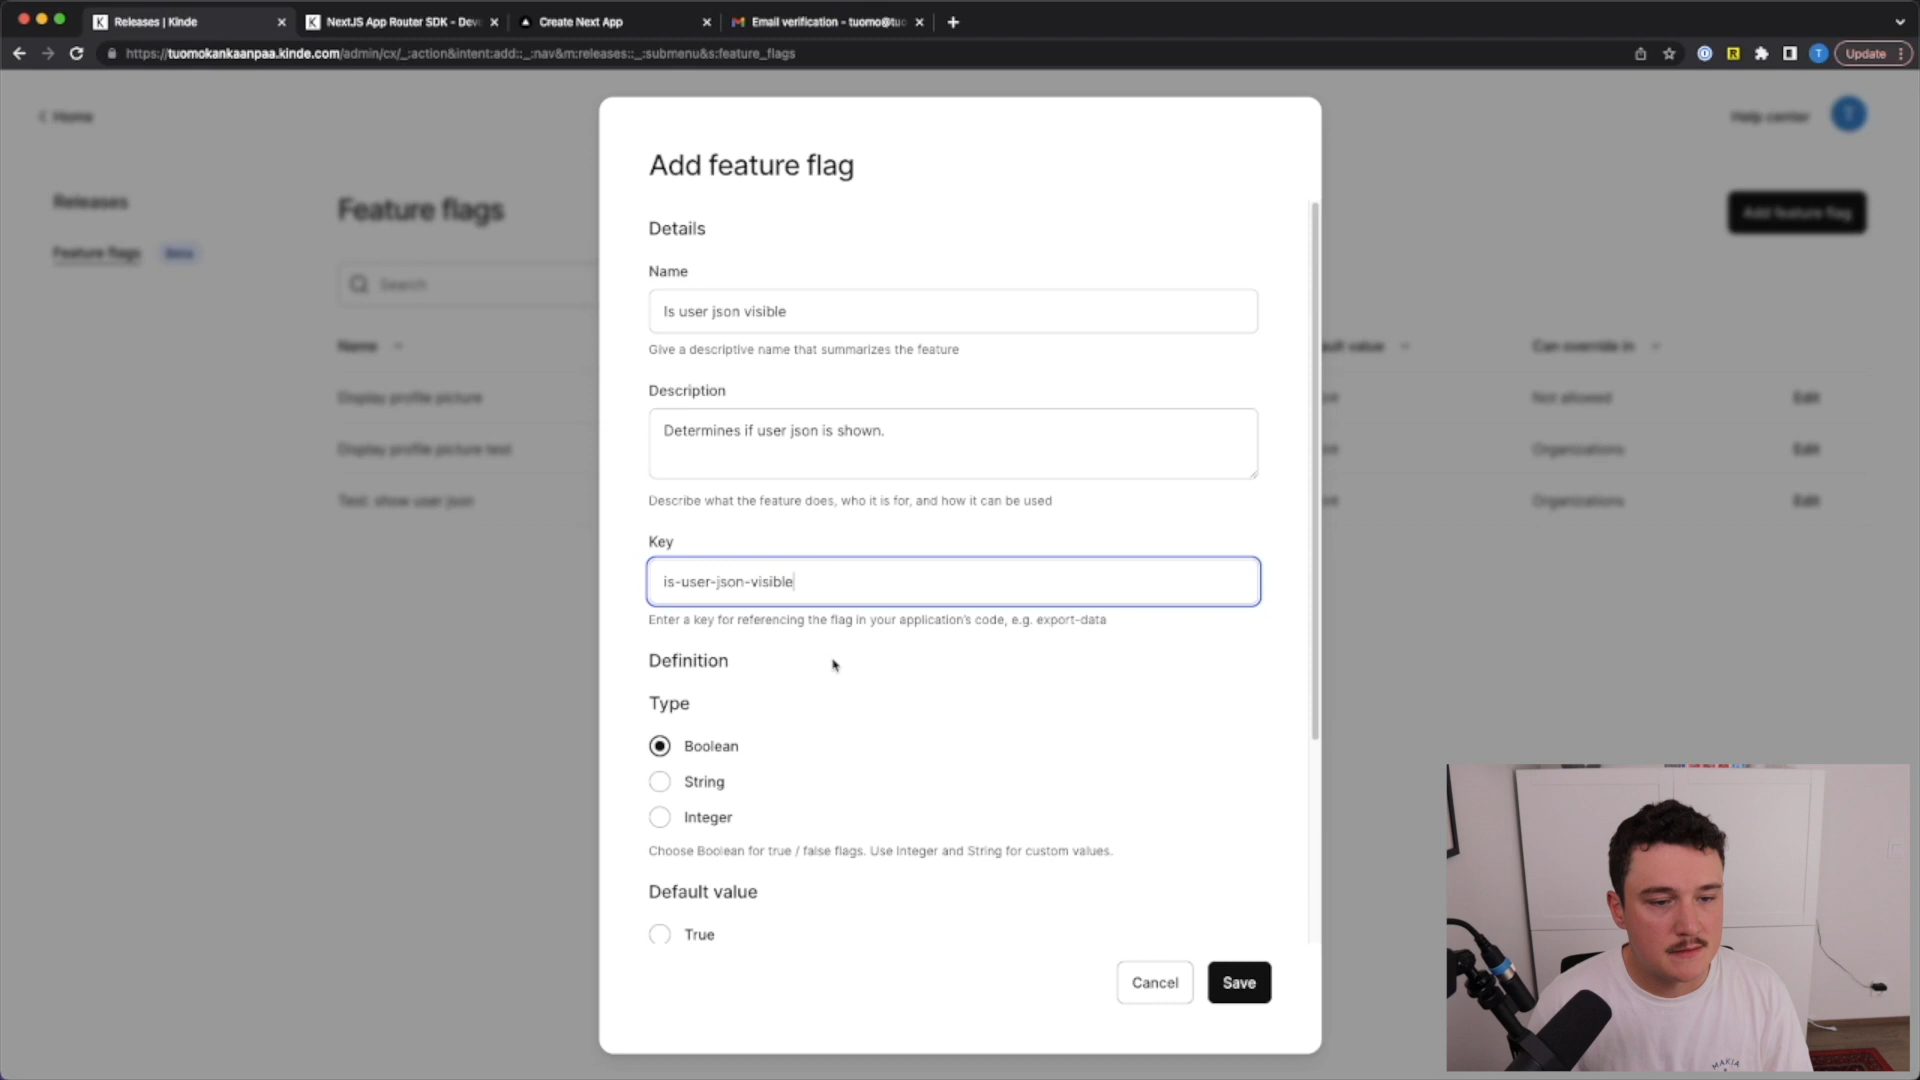 Releases | Kinde
NextJS App Router SDK - Dev
Create Next App
Email verification - tuomo@tu
https://tuomokankaanpaa.kinde.com/admin/cx/_:action&intent:add::_:nav&m:releases::_:submenu&s:feature_flags
Update
Home
Help center
T
Releases
Feature flags
Beta
Feature flags
Add feature flag
Search
Name
ault value
Can override in
Display profile picture
Not allowed
Edit
Display profile picture test
Organizations
Edit
Test: show user json
Organizations
Edit
Add feature flag
Details
Name
Is user json visible
Give a descriptive name that summarizes the feature
Description
Determines if user json is shown.
Describe what the feature does, who it is for, and how it can be used
Key
is-user-json-visible
Enter a key for referencing the flag in your application's code, e.g. export-data
Definition
Type
Boolean
String
Integer
Choose Boolean for true / false flags. Use Integer and String for custom values.
Default value
True
Cancel
Save
MAKIA